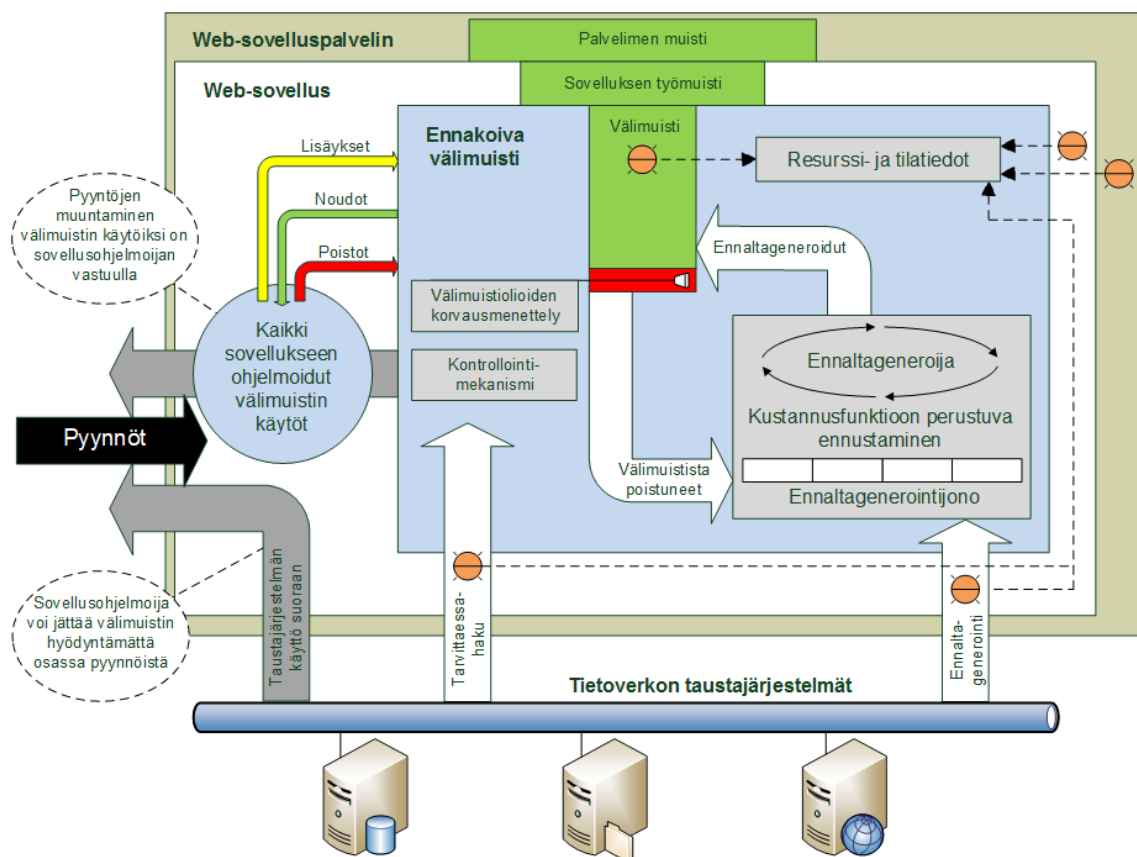 Web-sovelluspalvelin
Palvelimen muisti
Web-sovellus
Sovelluksen työmuisti
Lisäykset
Ennakoiva
välimuisti
Välimuisti
Resurssi- ja tilatiedot
Pyyntöjen
muuntaminen
välimuistin
käytöiksi on
sovellusohjelmoijan
vastuulla
Noudot
Poistot
Ennaltageneroidut
Välimuistiolioiden
korvausmenettely
Kaikki
sovellukseen
ohjelmoidut
välimuistin
käytöt
Kontrollointi-
mekanismi
Ennaltageneroija
Kustannusfunktioon perustuva
ennustaminen
Ennaltagenerointijono
Pyynnöt
Välimuistista
poistuneet
Sovellusohjelmoija
voi jättää välimuistin
hyödyntämättä
osassa pyynnöistä
Taustajärjestelmän
käyttö suoraan
Tarvittaessa-
haku
Ennalta-
generointi
Tietoverkon taustajärjestelmät